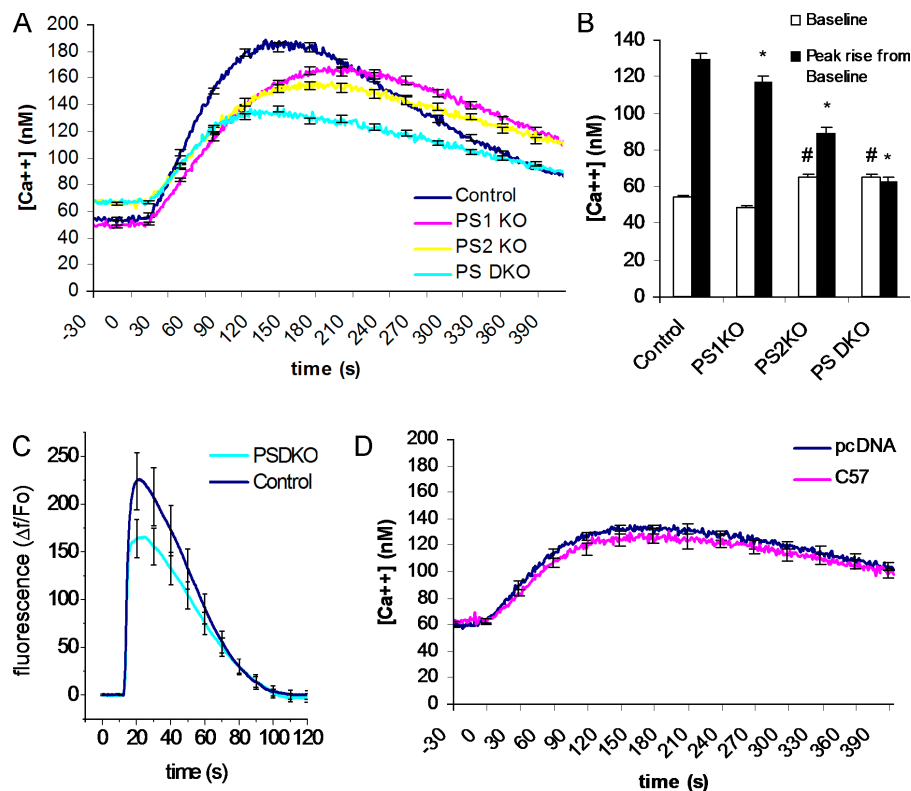 A
200
180
160
140
120
100
80
60
40
20
0
[Ca++] (nM)
-30
0
30
60
90
120
150
180
210
240
270
300
330
360
390
time (s)
Control
PS1 KO
PS2 KO
PS DKO
B
Baseline
Peak rise from
Baseline
140
120
100
80
60
40
20
0
[Ca++] (nM)
*
# *
# *
Control
PS1KO
PS2KO
PS DKO
C
PSDKO
Control
250
200
150
100
50
0
fluorescence (Δf/Fo)
0 20 40 60 80 100 120
time (s)
D
pcDNA
C57
200
180
160
140
120
100
80
60
40
20
0
[Ca++] (nM)
-30
0
30
60
90
120
150
180
210
240
270
300
330
360
390
time (s)